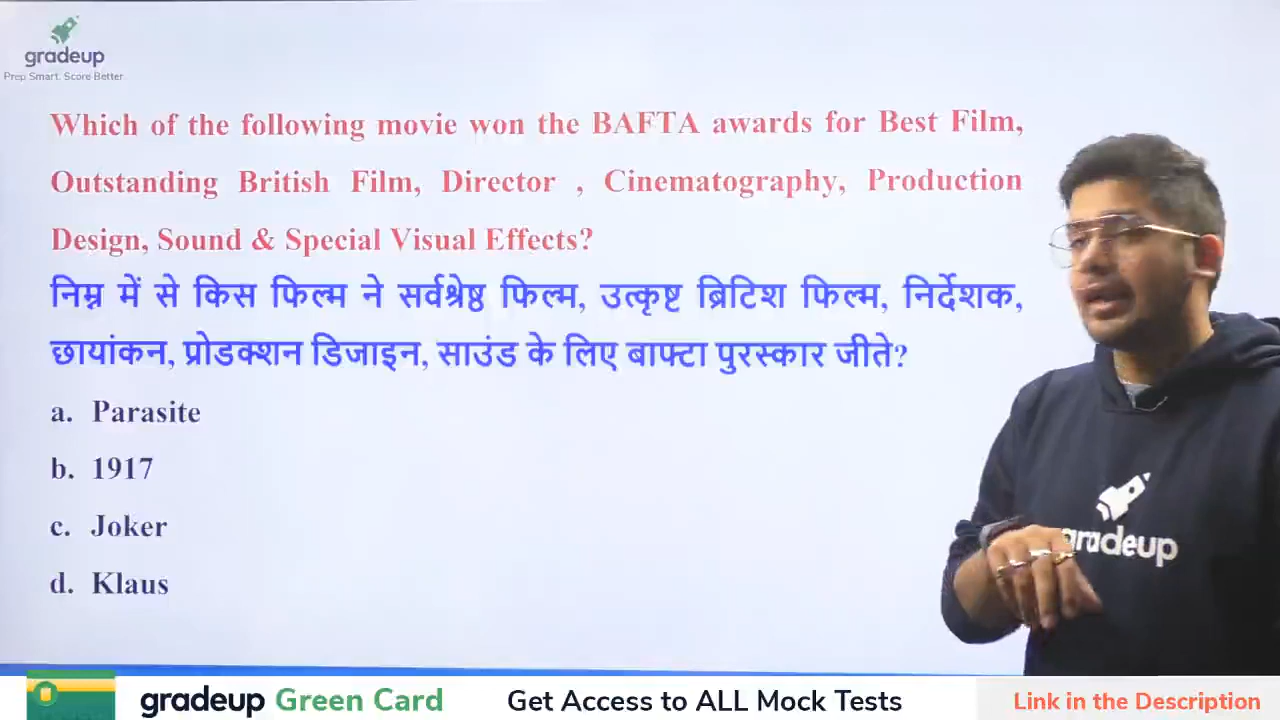 gradeup
Prep Smart. Score Better
Which of the following movie won the BAFTA awards for Best Film,
Outstanding British Film, Director , Cinematography, Production
Design, Sound & Special Visual Effects?
निम्न में से किस फिल्म ने सर्वश्रेष्ठ फिल्म, उत्कृष्ट ब्रिटिश फिल्म, निर्देशक,
छायांकन, प्रोडक्शन डिजाइन, साउंड के लिए बाफ्टा पुरस्कार जीते?
a. Parasite
b. 1917
c. Joker
d. Klaus
gradeup
gradeup Green Card
Get Access to ALL Mock Tests
Link in the Description